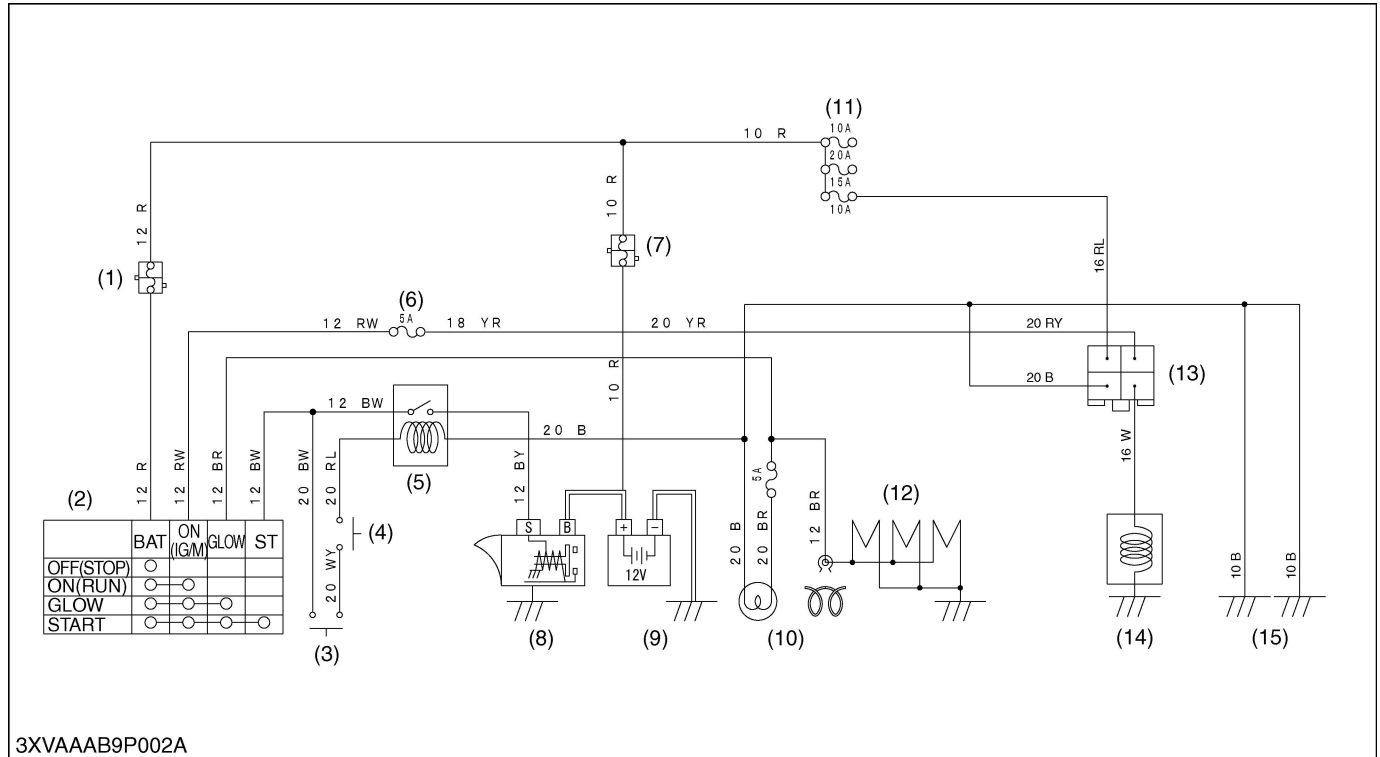 (11)
10A
10 R
20A
15A
10A
12 R
10 R
(7)
(1)
16 RL
(6)
5A
12 RW
18 YR
20 YR
20 RY
(13)
10 R
20 B
12 BW
20 B
(5)
16 W
5A
(2)
12 R
12 RW
12 BR
12 BW
20 BW
20 RL
(4)
20 WY
12 BY
20 B
20 BR
12 BR
(12)
10 B
10 B
BAT
ON
(IG/M)
GLOW
ST
OFF(STOP)
ON(RUN)
GLOW
START
S
B
+
−
12V
(3)
(8)
(9)
(10)
(14)
(15)
3XVAAAB9P002A